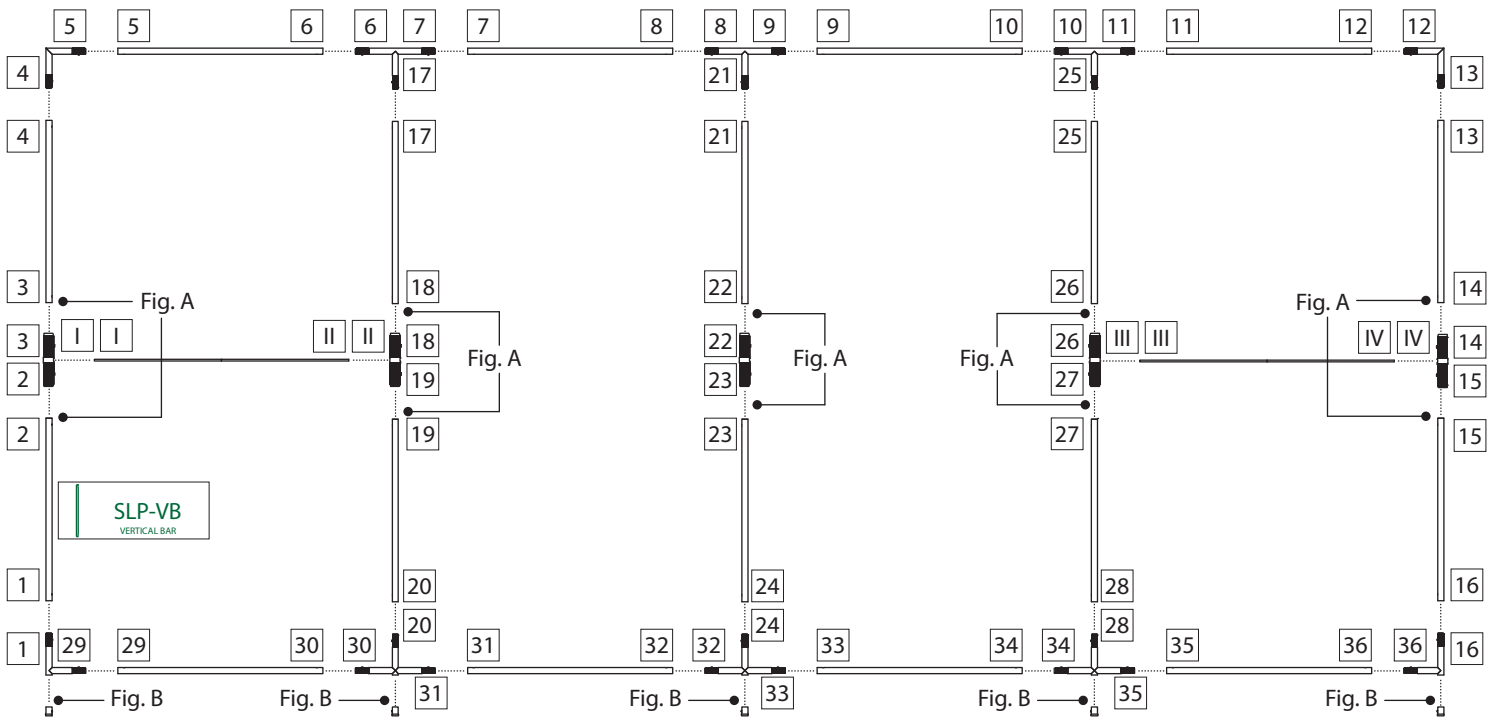 5 5 6 6 7 7 8 8 9 9 10 10 11 11 12 12
4 17 21 25 13
4 17 21 25 13
3 18 22 26 14
Fig. A Fig. A
3 I I II II 18 22 26 III III IV IV 14
Fig. A Fig. A Fig. A
2 19 23 27 15
2 19 23 27 15
SLP-VB
VERTICAL BAR
1 20 24 28 16
1 29 29 30 30 20 31 32 32 24 33 34 34 28 35 36 36 16
31 33 35
Fig. B Fig. B Fig. B Fig. B Fig. B